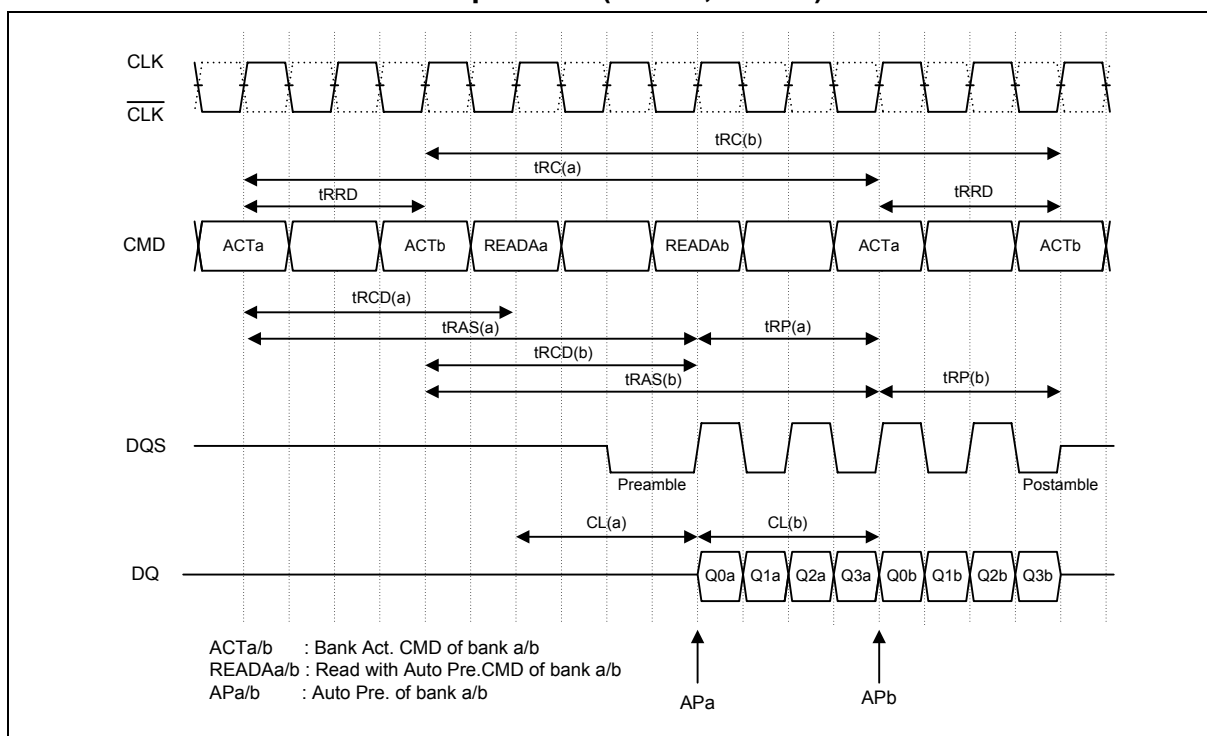 CLK
CLK
tRC(b)
tRC(a)
tRRD
tRRD
CMD
ACTa
ACTb
READAa
READAb
ACTa
ACTb
tRCD(a)
tRAS(a)
tRP(a)
tRCD(b)
tRAS(b)
tRP(b)
DQS
Preamble
Postamble
CL(a)
CL(b)
DQ
Q0a
Q1a
Q2a
Q3a
Q0b
Q1b
Q2b
Q3b
ACTa/b : Bank Act. CMD of bank a/b
READAa/b : Read with Auto Pre.CMD of bank a/b
APa/b : Auto Pre. of bank a/b
APa
APb